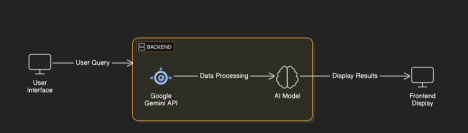 BACKEND
User Query
Data Processing
Display Results
User
Interface
Google
Gemini API
AI Model
Frontend
Display